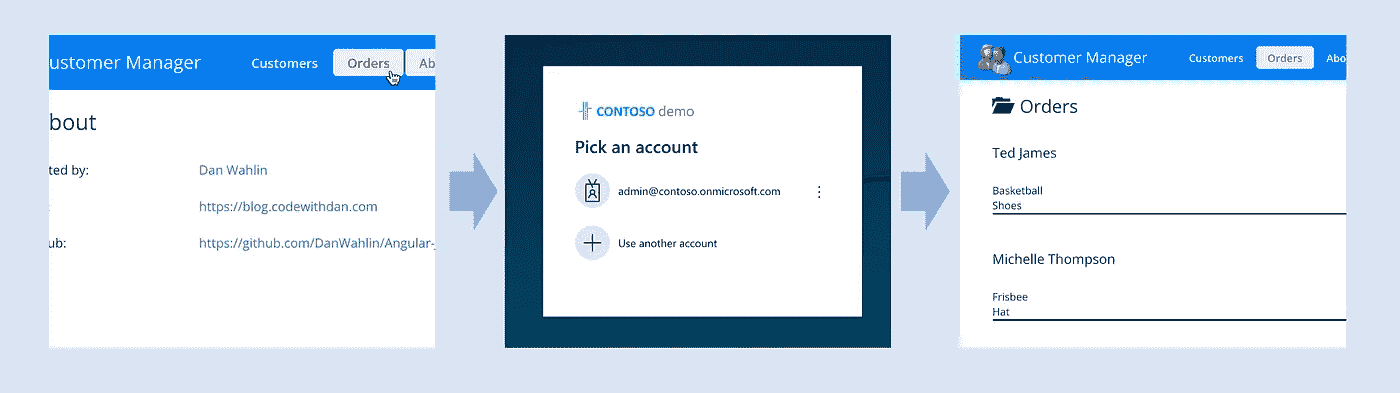 ustomer Manager Customers Orders Ab
bout
ted by: Dan Wahlin
https://blog.codewithdan.com
ub: https://github.com/DanWahlin/Angular-J
CONTOSO demo
Pick an account
admin@contoso.onmicrosoft.com
Use another account
Customer Manager Customers Orders Abo
Orders
Ted James
Basketball
Shoes
Michelle Thompson
Frisbee
Hat